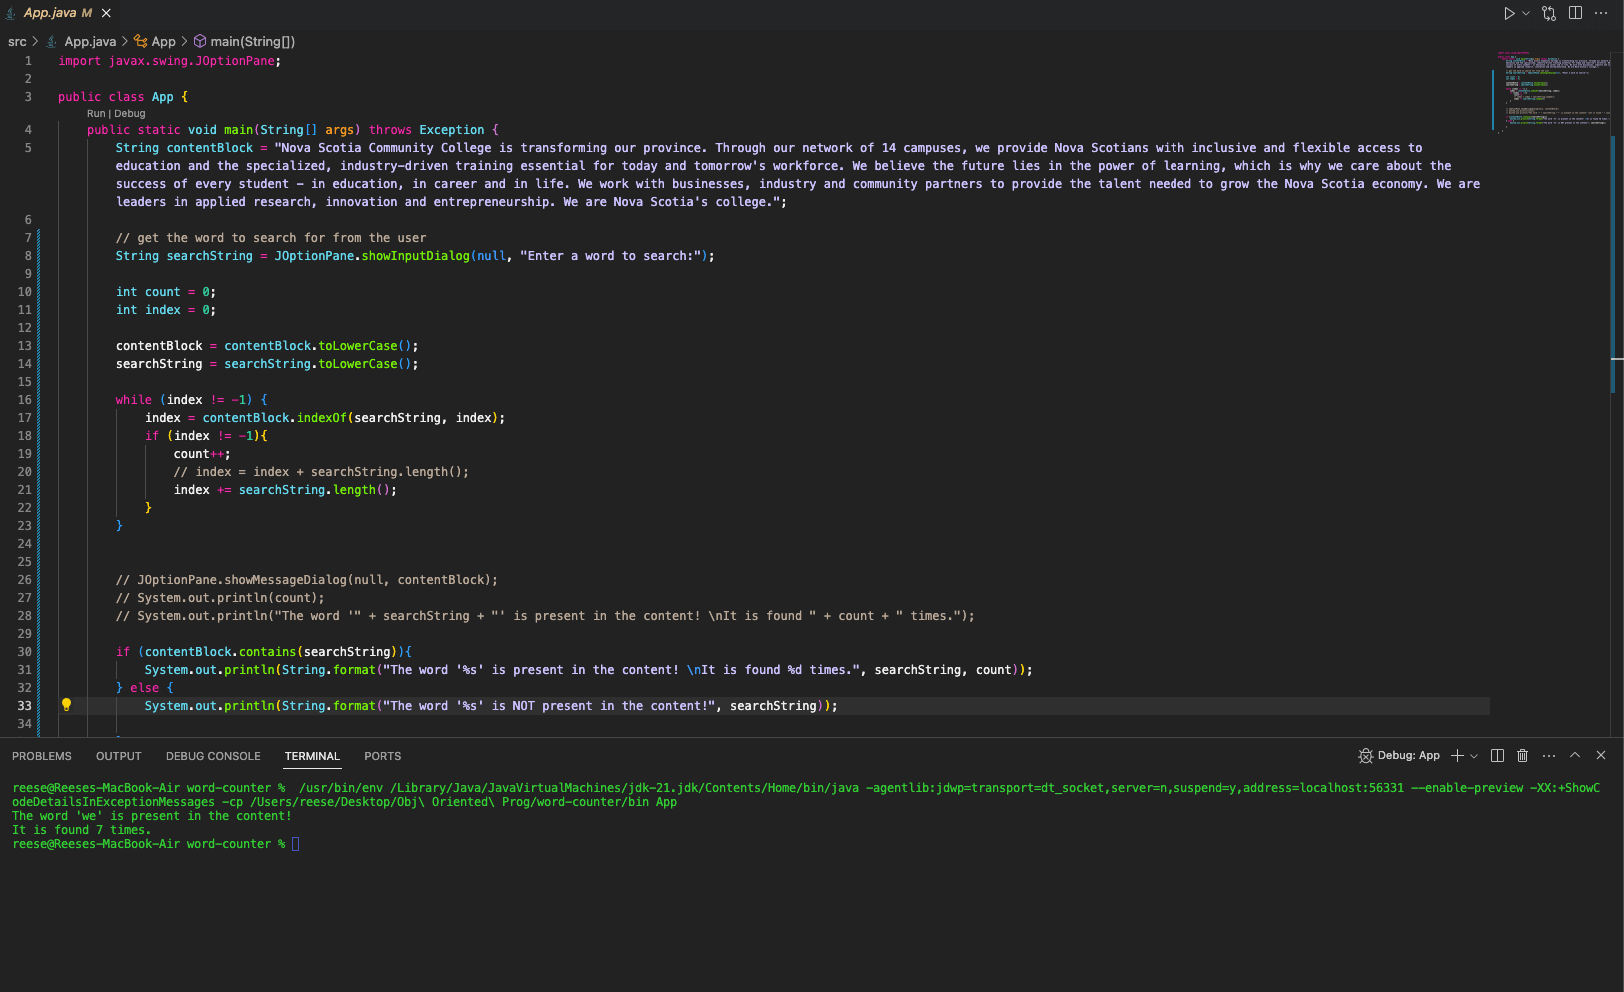 App.java M
src > App.java > App > main(String[])
1 import javax.swing.JOptionPane;
2
3 public class App {
Run | Debug
4 public static void main(String[] args) throws Exception {
5 String contentBlock = "Nova Scotia Community College is transforming our province. Through our network of 14 campuses, we provide Nova Scotians with inclusive and flexible access to
education and the specialized, industry-driven training essential for today and tomorrow's workforce. We believe the future lies in the power of learning, which is why we care about the
success of every student – in education, in career and in life. We work with businesses, industry and community partners to provide the talent needed to grow the Nova Scotia economy. We are
leaders in applied research, innovation and entrepreneurship. We are Nova Scotia's college.";
6
7 // get the word to search for from the user
8 String searchString = JOptionPane.showInputDialog(null, "Enter a word to search:");
9
10 int count = 0;
11 int index = 0;
12
13 contentBlock = contentBlock.toLowerCase();
14 searchString = searchString.toLowerCase();
15
16 while (index != -1) {
17 index = contentBlock.indexOf(searchString, index);
18 if (index != -1){
19 count++;
20 // index = index + searchString.length();
21 index += searchString.length();
22 }
23 }
24
25
26 // JOptionPane.showMessageDialog(null, contentBlock);
27 // System.out.println(count);
28 // System.out.println("The word '" + searchString + "' is present in the content! \nIt is found " + count + " times.");
29
30 if (contentBlock.contains(searchString)){
31 System.out.println(String.format("The word '%s' is present in the content! \nIt is found %d times.", searchString, count));
32 } else {
33 System.out.println(String.format("The word '%s' is NOT present in the content!", searchString));
34
PROBLEMS OUTPUT DEBUG CONSOLE TERMINAL PORTS Debug: App
reese@Reeses-MacBook-Air word-counter % /usr/bin/env /Library/Java/JavaVirtualMachines/jdk-21.jdk/Contents/Home/bin/java -agentlib:jdwp=transport=dt_socket,server=n,suspend=y,address=localhost:56331 --enable-preview -XX:+ShowC
odeDetailsInExceptionMessages -cp /Users/reese/Desktop/Obj\ Oriented\ Prog/word-counter/bin App
The word 'we' is present in the content!
It is found 7 times.
reese@Reeses-MacBook-Air word-counter %